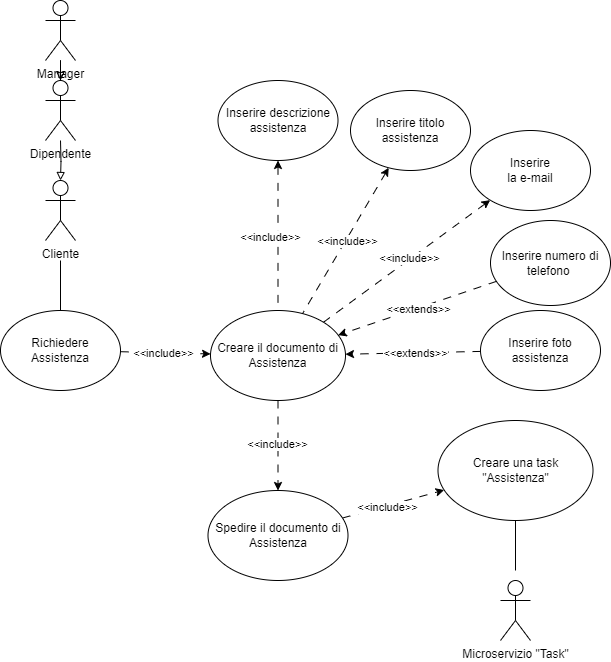 Manager
Dipendente
Cliente
Inserire descrizione
assistenza
Inserire titolo
assistenza
Inserire
la e-mail
Inserire numero di
telefono
<<include>>
<<include>>
<<include>>
<<extends>>
Richiedere
Assistenza
<<include>>
Creare il documento di
Assistenza
<<extends>>
Inserire foto
assistenza
<<include>>
Creare una task
"Assistenza"
Spedire il documento di
Assistenza
<<include>>
Microservizio "Task"